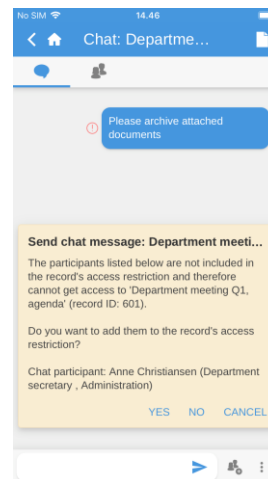 No SIM 14.46
Chat: Departme...
Please archive attached
documents
Send chat message: Department meeti...
The participants listed below are not included in
the record's access restriction and therefore
cannot get access to 'Department meeting Q1,
agenda' (record ID: 601).
Do you want to add them to the record's access
restriction?
Chat participant: Anne Christiansen (Department
secretary , Administration)
YES NO CANCEL